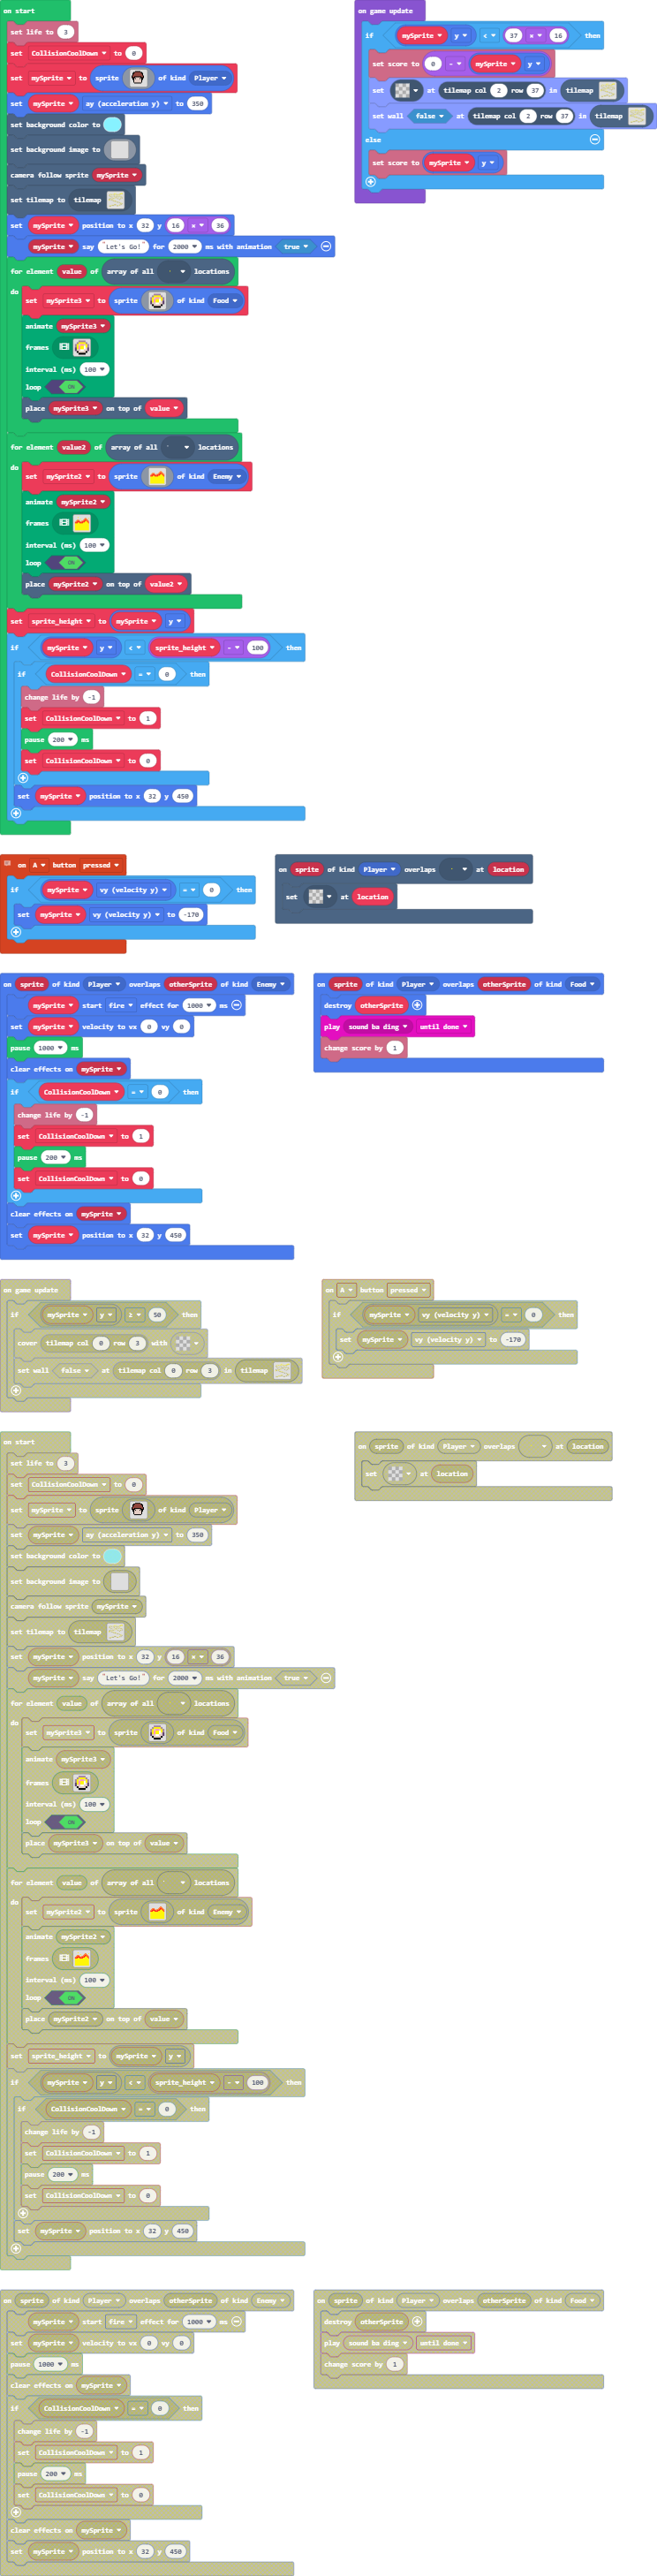 on start
set life to 3
set CollisionCoolDown to 0
set mySprite to sprite of kind Player
set mySprite ay (acceleration y) to 350
set background color to
set background image to
camera follow sprite mySprite
set tilemap to tilemap
set mySprite position to x 32 y 16 × 36
mySprite say "Let's Go!" for 2000 ms with animation true
for element value of array of all locations
do
set mySprite3 to sprite of kind Food
animate mySprite3
frames
interval (ms) 100
loop ON
place mySprite3 on top of value
for element value2 of array of all locations
do
set mySprite2 to sprite of kind Enemy
animate mySprite2
frames
interval (ms) 100
loop ON
place mySprite2 on top of value2
set sprite_height to mySprite y
if mySprite y < sprite_height - 100 then
if CollisionCoolDown = 0 then
change life by -1
set CollisionCoolDown to 1
pause 200 ms
set CollisionCoolDown to 0
set mySprite position to x 32 y 450
on game update
if mySprite y < 37 × 16 then
set score to 0 - mySprite y
set at tilemap col 2 row 37 in tilemap
set wall false at tilemap col 2 row 37 in tilemap
else
set score to mySprite y
on A button pressed
if mySprite vy (velocity y) = 0 then
set mySprite vy (velocity y) to -170
on sprite of kind Player overlaps at location
set at location
on sprite of kind Player overlaps otherSprite of kind Enemy
mySprite start fire effect for 1000 ms
set mySprite velocity to vx 0 vy 0
pause 1000 ms
clear effects on mySprite
if CollisionCoolDown = 0 then
change life by -1
set CollisionCoolDown to 1
pause 200 ms
set CollisionCoolDown to 0
clear effects on mySprite
set mySprite position to x 32 y 450
on sprite of kind Player overlaps otherSprite of kind Food
destroy otherSprite
play sound ba ding until done
change score by 1
on game update
if mySprite y ≥ 50 then
cover tilemap col 0 row 3 with
set wall false at tilemap col 0 row 3 in tilemap
on A button pressed
if mySprite vy (velocity y) = 0 then
set mySprite vy (velocity y) to -170
on start
set life to 3
set CollisionCoolDown to 0
set mySprite to sprite of kind Player
set mySprite ay (acceleration y) to 350
set background color to
set background image to
camera follow sprite mySprite
set tilemap to tilemap
set mySprite position to x 32 y 16 × 36
mySprite say "Let's Go!" for 2000 ms with animation true
for element value of array of all locations
do
set mySprite3 to sprite of kind Food
animate mySprite3
frames
interval (ms) 100
loop ON
place mySprite3 on top of value
for element value of array of all locations
do
set mySprite2 to sprite of kind Enemy
animate mySprite2
frames
interval (ms) 100
loop ON
place mySprite2 on top of value
set sprite_height to mySprite y
if mySprite y < sprite_height - 100 then
if CollisionCoolDown = 0 then
change life by -1
set CollisionCoolDown to 1
pause 200 ms
set CollisionCoolDown to 0
set mySprite position to x 32 y 450
on sprite of kind Player overlaps at location
set at location
on sprite of kind Player overlaps otherSprite of kind Enemy
mySprite start fire effect for 1000 ms
set mySprite velocity to vx 0 vy 0
pause 1000 ms
clear effects on mySprite
if CollisionCoolDown = 0 then
change life by -1
set CollisionCoolDown to 1
pause 200 ms
set CollisionCoolDown to 0
clear effects on mySprite
set mySprite position to x 32 y 450
on sprite of kind Player overlaps otherSprite of kind Food
destroy otherSprite
play sound ba ding until done
change score by 1